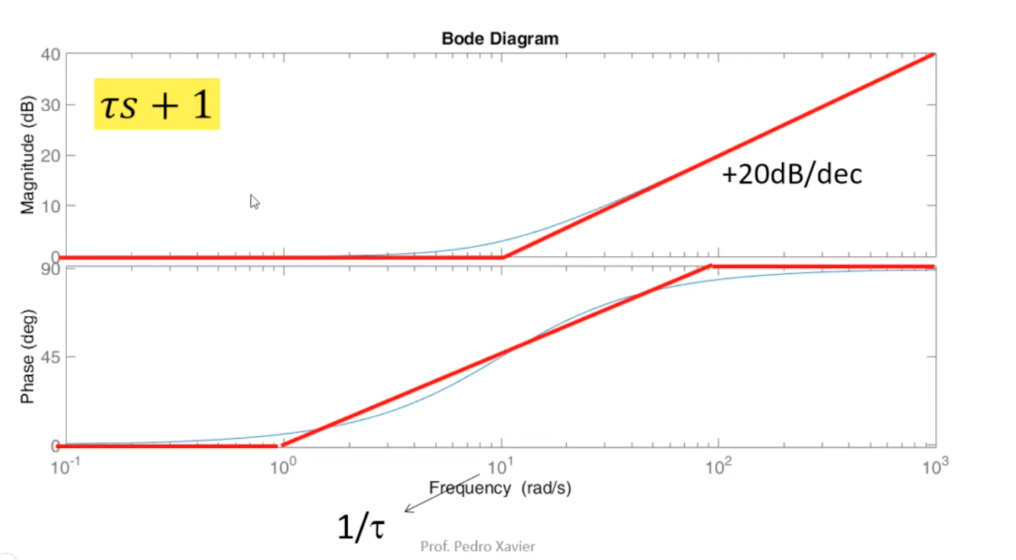 Bode Diagram
40
30
20
10
0
Magnitude (dB)
τs + 1
+20dB/dec
90
45
0
Phase (deg)
10⁻¹ 10⁰ 10¹ 10² 10³
Frequency (rad/s)
1/τ
Prof. Pedro Xavier